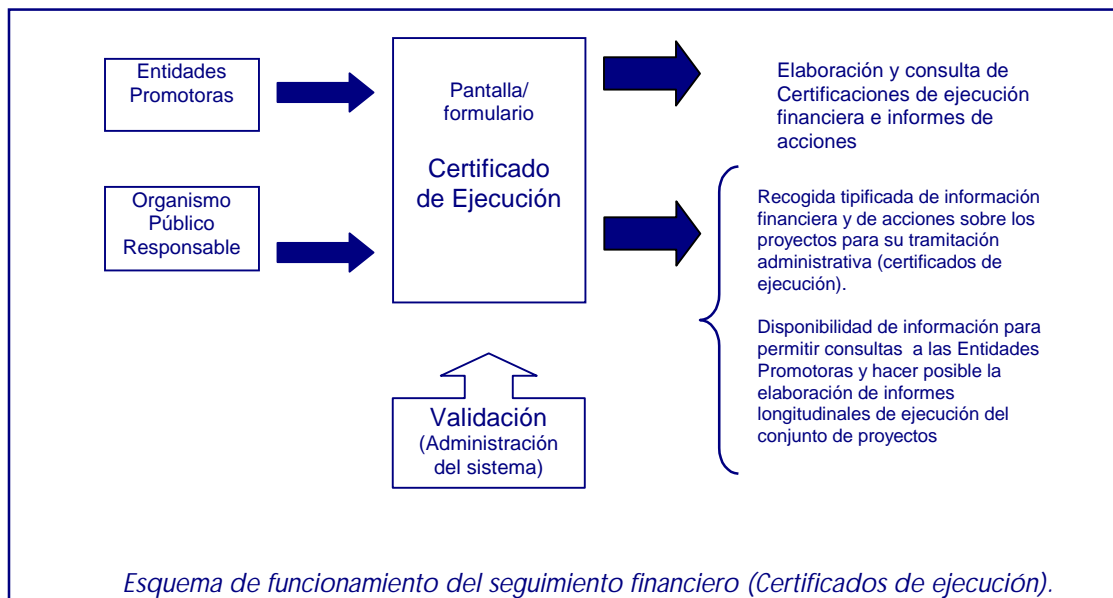 Entidades
Promotoras
Organismo
Público
Responsable
Pantalla/
formulario
Certificado
de Ejecución
Validación
(Administración
del sistema)
Elaboración y consulta de
Certificaciones de ejecución
financiera e informes de
acciones
Recogida tipificada de información
financiera y de acciones sobre los
proyectos para su tramitación
administrativa (certificados de
ejecución).
Disponibilidad de información para
permitir consultas a las Entidades
Promotoras y hacer posible la
elaboración de informes
longitudinales de ejecución del
conjunto de proyectos
Esquema de funcionamiento del seguimiento financiero (Certificados de ejecución).